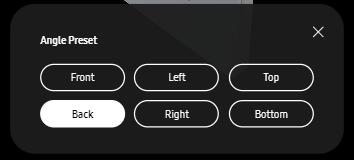 Angle Preset
Front Left Top
Back Right Bottom